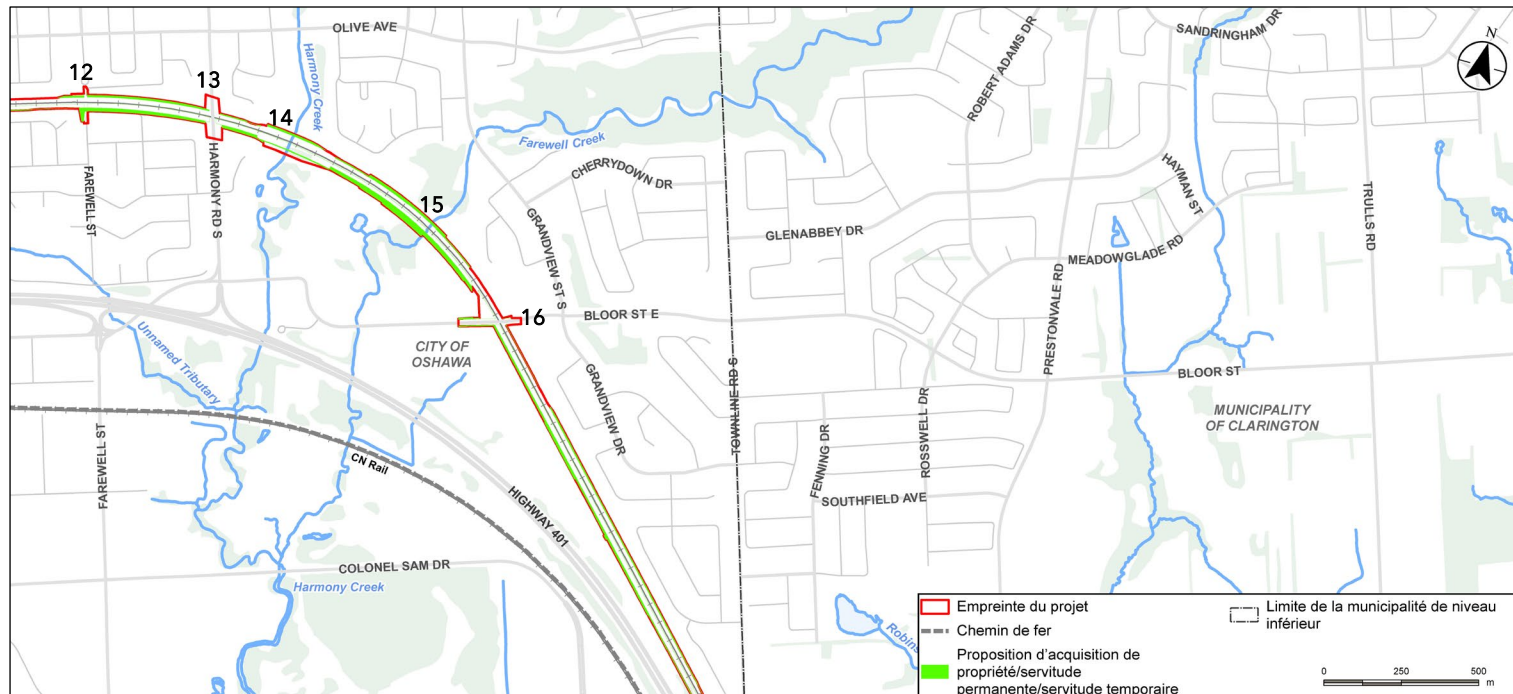 OLIVE AVE
SANDRINGHAM DR
N
12
13
14
15
16
Harmony Creek
ROBERT ADAMS DR
Farewell Creek
CHERRYDOWN DR
HAYMAN ST
FAREWELL ST
HARMONY RD S
GRANDVIEW ST S
GLENABBEY DR
TRULLS RD
MEADOWGLADE RD
PRESTONVALE RD
BLOOR ST E
CITY OF
OSHAWA
Unnamed Tributary
GRANDVIEW DR
TOWNLINE RD S
BLOOR ST
ROSSWELL DR
MUNICIPALITY
OF CLARINGTON
FAREWELL ST
CN Rail
FENNING DR
HIGHWAY 401
SOUTHFIELD AVE
COLONEL SAM DR
Harmony Creek
Robins
Empreinte du projet
Chemin de fer
Proposition d'acquisition de
propriété/servitude
permanente/servitude temporaire
Limite de la municipalité de niveau
inférieur
0 250 500
m